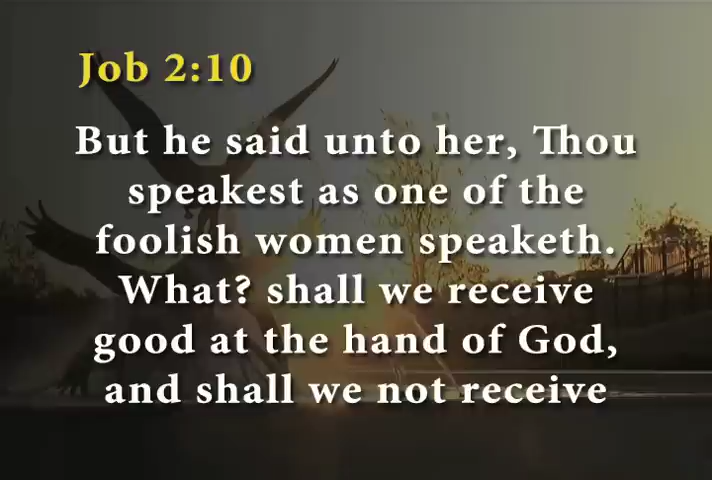 Job 2:10
But he said unto her, Thou
speakest as one of the
foolish women speaketh.
What? shall we receive
good at the hand of God,
and shall we not receive